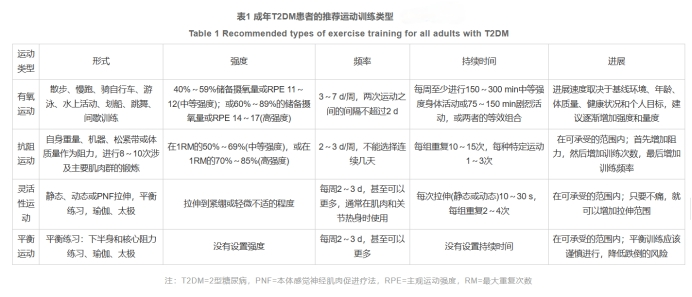 表1 成年T2DM患者的推荐运动训练类型
Table 1 Recommended types of exercise training for all adults with T2DM
运动
类型
形式
强度
频率
持续时间
进展
有氧
运动
散步、慢跑、骑自行车、游
泳、水上活动、划船、跳舞、
间歇训练
40%~59%储备摄氧量或RPE 11~
12(中等强度)；或60%~89%的储备摄
氧量或RPE 14~17(高强度)
3~7 d/周，两次运动之
间的间隔不超过2 d
每周至少进行150~300 min中等强
度身体活动或75~150 min剧烈活
动，或两者的等效组合
进展速度取决于基线环境、年龄、
体质量、健康状况和个人目标，建
议逐渐增加强度和量度
抗阻
运动
自身重量、机器、松紧带或体
质量作为阻力，进行8~10次涉
及主要肌肉群的锻炼
在1RM的50%~69%(中等强度)，或在
1RM的70%~85%(高强度)
2~3 d/周，不能选择连
续几天
每组重复10~15次，每种特定运动
1~3次
在可承受的范围内；首先增加阻
力，然后增加训练次数，最后增加
训练频率
灵活
性运
动
静态、动态或PNF拉伸，平衡
练习，瑜伽、太极
拉伸到紧绷或轻微不适的程度
每周2~3 d，甚至可以
更多，通常在肌肉和关
节热身时使用
每次拉伸(静态或动态)10~30 s，
每组重复2~4次
在可承受的范围内；只要不痛，就
可以增加拉伸范围
平衡
运动
平衡练习：下半身和核心阻力
练习、瑜伽、太极
没有设置强度
每周2~3 d，甚至可以
更多
没有设置持续时间
在可承受的范围内；平衡训练应该
谨慎进行，降低跌倒的风险
注：T2DM=2型糖尿病，PNF=本体感觉神经肌肉促进疗法，RPE=主观运动强度，RM=最大重复次数